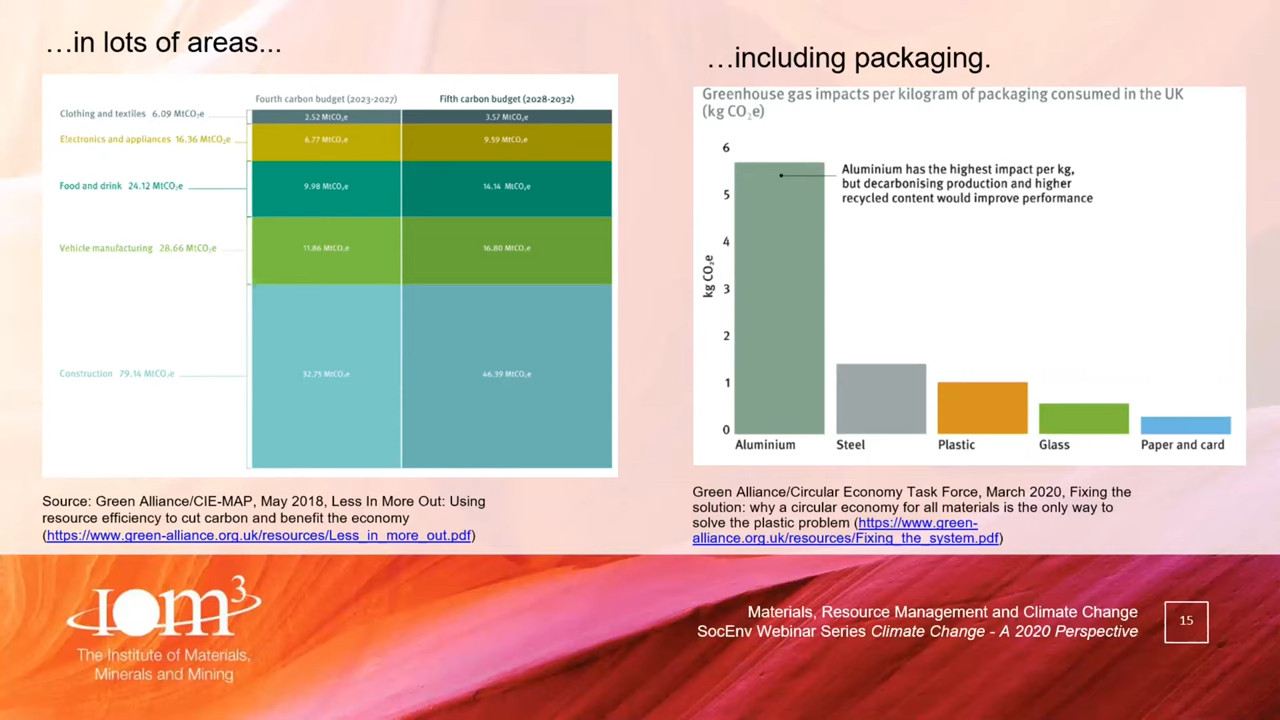 …in lots of areas...
Fourth carbon budget (2023-2027)
Fifth carbon budget (2028-2032)
Clothing and textiles 6.09 MtCO₂e
2.52 MtCO₂e
3.57 MtCO₂e
Electronics and appliances 16.36 MtCO₂e
6.77 MtCO₂e
9.59 MtCO₂e
Food and drink 24.12 MtCO₂e
9.98 MtCO₂e
14.14 MtCO₂e
Vehicle manufacturing 28.66 MtCO₂e
11.86 MtCO₂e
16.80 MtCO₂e
Construction 79.14 MtCO₂e
32.75 MtCO₂e
46.39 MtCO₂e
Source: Green Alliance/CIE-MAP, May 2018, Less In More Out: Using
resource efficiency to cut carbon and benefit the economy
(https://www.green-alliance.org.uk/resources/Less_in_more_out.pdf)
…including packaging.
Greenhouse gas impacts per kilogram of packaging consumed in the UK
(kg CO₂e)
kg CO₂e
6
5
4
3
2
1
0
Aluminium has the highest impact per kg,
but decarbonising production and higher
recycled content would improve performance
Aluminium
Steel
Plastic
Glass
Paper and card
Green Alliance/Circular Economy Task Force, March 2020, Fixing the
solution: why a circular economy for all materials is the only way to
solve the plastic problem (https://www.green-
alliance.org.uk/resources/Fixing_the_system.pdf)
IOM³
The Institute of Materials,
Minerals and Mining
Materials, Resource Management and Climate Change
SocEnv Webinar Series Climate Change - A 2020 Perspective
15